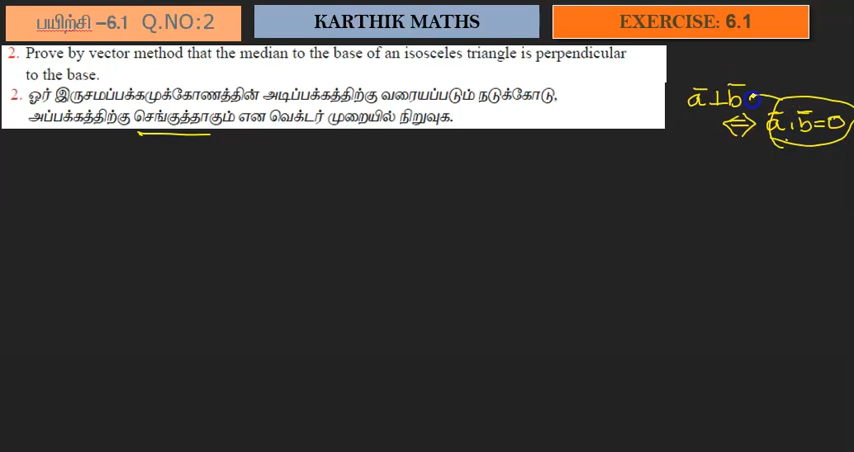 பயிற்சி –6.1 Q.NO:2
KARTHIK MATHS
EXERCISE: 6.1
2. Prove by vector method that the median to the base of an isosceles triangle is perpendicular
to the base.
2. ஓர் இருசமப்பக்கமுக்கோணத்தின் அடிப்பக்கத்திற்கு வரையப்படும் நடுக்கோடு,
அப்பக்கத்திற்கு செங்குத்தாகும் என வெக்டர் முறையில் நிறுவுக.
a̅ ⊥ b̅
⇔ a̅ . b̅ = 0